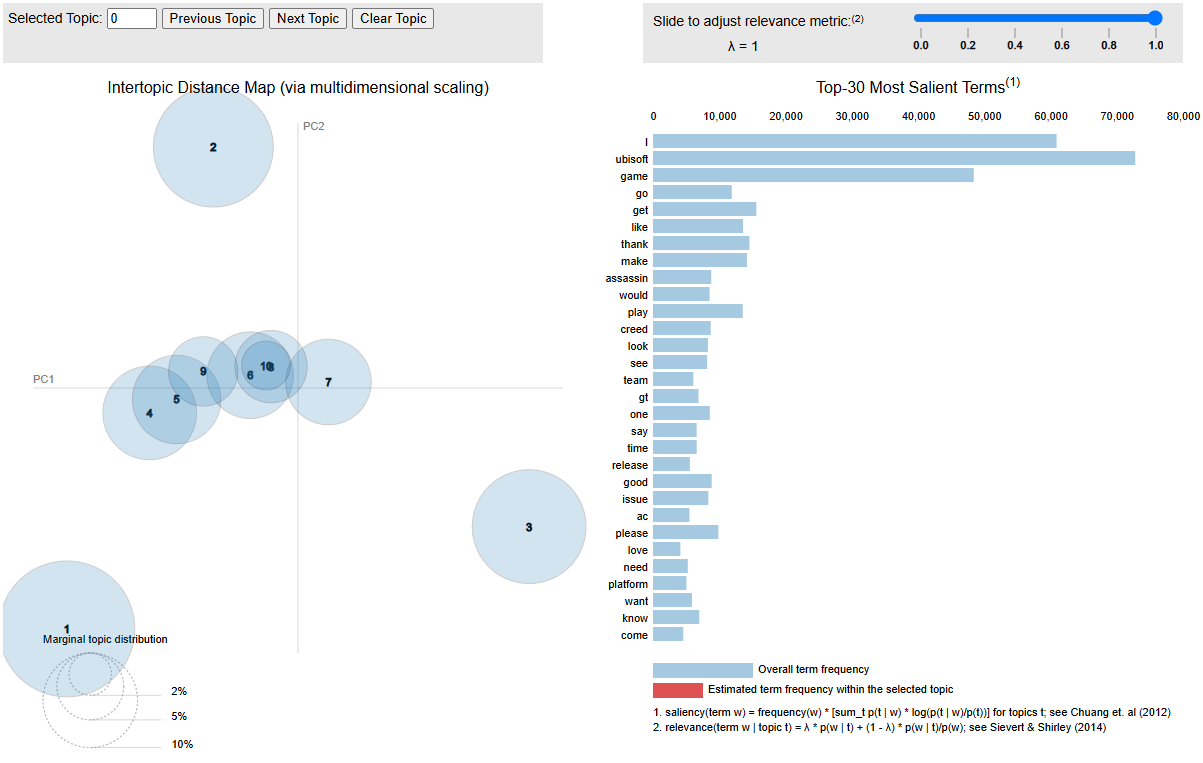 Selected Topic: 0 Previous Topic Next Topic Clear Topic
Slide to adjust relevance metric:(2)
λ = 1
0.0 0.2 0.4 0.6 0.8 1.0
Intertopic Distance Map (via multidimensional scaling)
PC2
PC1
2
9
10
8
6
7
5
4
3
1
Marginal topic distribution
2%
5%
10%
Top-30 Most Salient Terms(1)
0 10,000 20,000 30,000 40,000 50,000 60,000 70,000 80,000
I
ubisoft
game
go
get
like
thank
make
assassin
would
play
creed
look
see
team
gt
one
say
time
release
good
issue
ac
please
love
need
platform
want
know
come
Overall term frequency
Estimated term frequency within the selected topic
1. saliency(term w) = frequency(w) * [sum_t p(t | w) * log(p(t | w)/p(t))] for topics t; see Chuang et. al (2012)
2. relevance(term w | topic t) = λ * p(w | t) + (1 - λ) * p(w | t)/p(w); see Sievert & Shirley (2014)